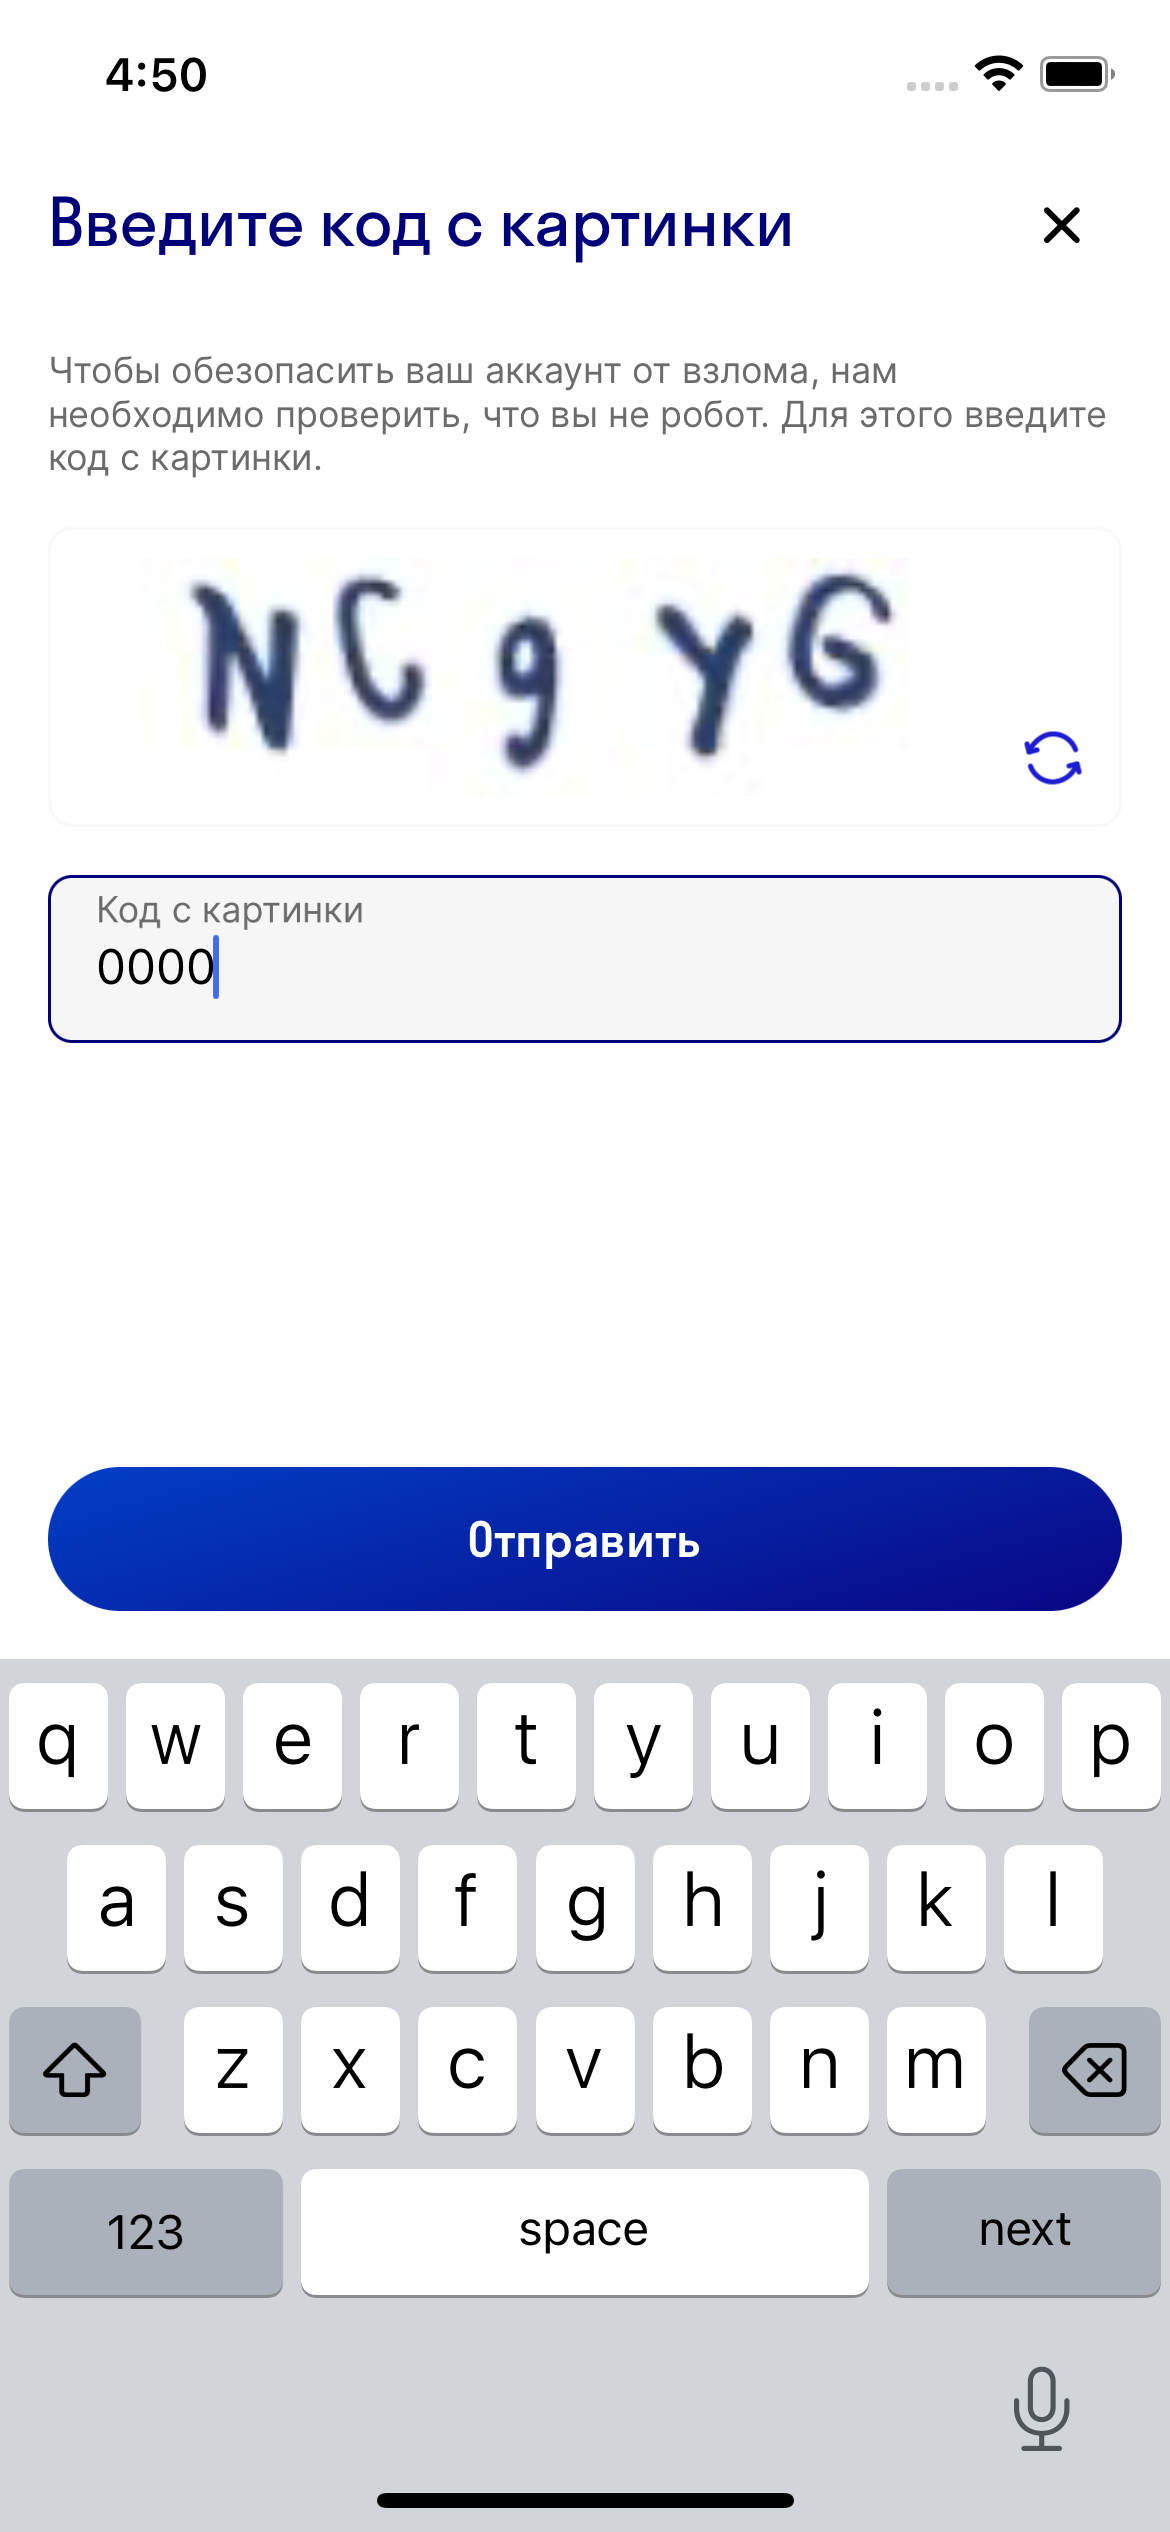 4:50
Введите код с картинки
Чтобы обезопасить ваш аккаунт от взлома, нам
необходимо проверить, что вы не робот. Для этого введите
код с картинки.
Код с картинки
0000
Отправить
q w e r t y u i o p
a s d f g h j k l
z x c v b n m
123 space next